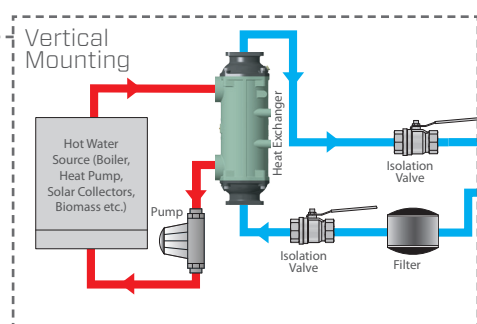 Vertical
Mounting
Hot Water
Source (Boiler,
Heat Pump,
Solar Collectors,
Biomass etc.)
Pump
Heat Exchanger
Isolation
Valve
Isolation
Valve
Filter